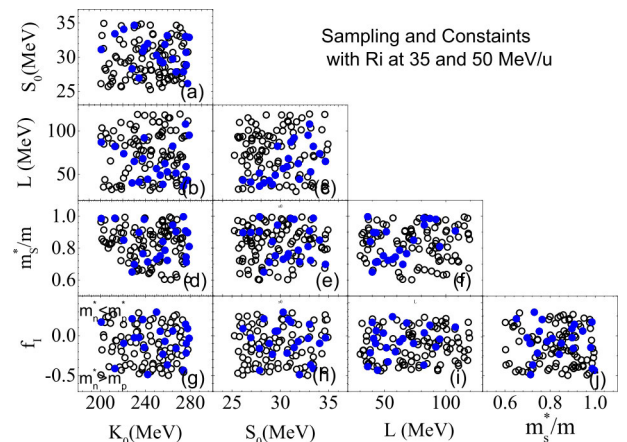 Sampling and Constaints
with Ri at 35 and 50 MeV/u
S₀(MeV)
35
30
25
(a)
L (MeV)
100
50
(b)
m*ₛ/m
1.0
0.8
0.6
(d)
(e)
(f)
fᵢ
0.0
-0.5
(g)
(h)
(i)
(j)
200 220 240 260 280
25 30 35
50 100
0.6 0.8 1.0
K₀(MeV)
S₀(MeV)
L (MeV)
m*ₛ/m